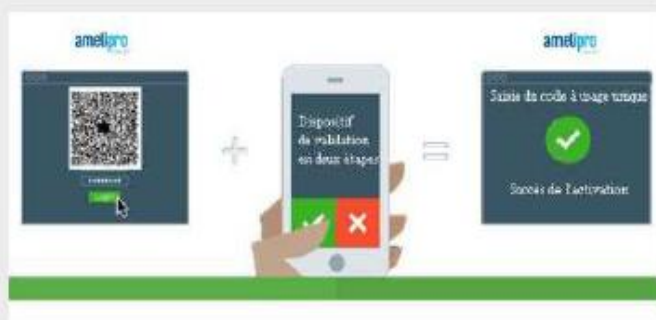 amelipro
amelipro
Dispositif
de validation
en deux étapes
Saisie du code à usage unique
Succès de l'activation